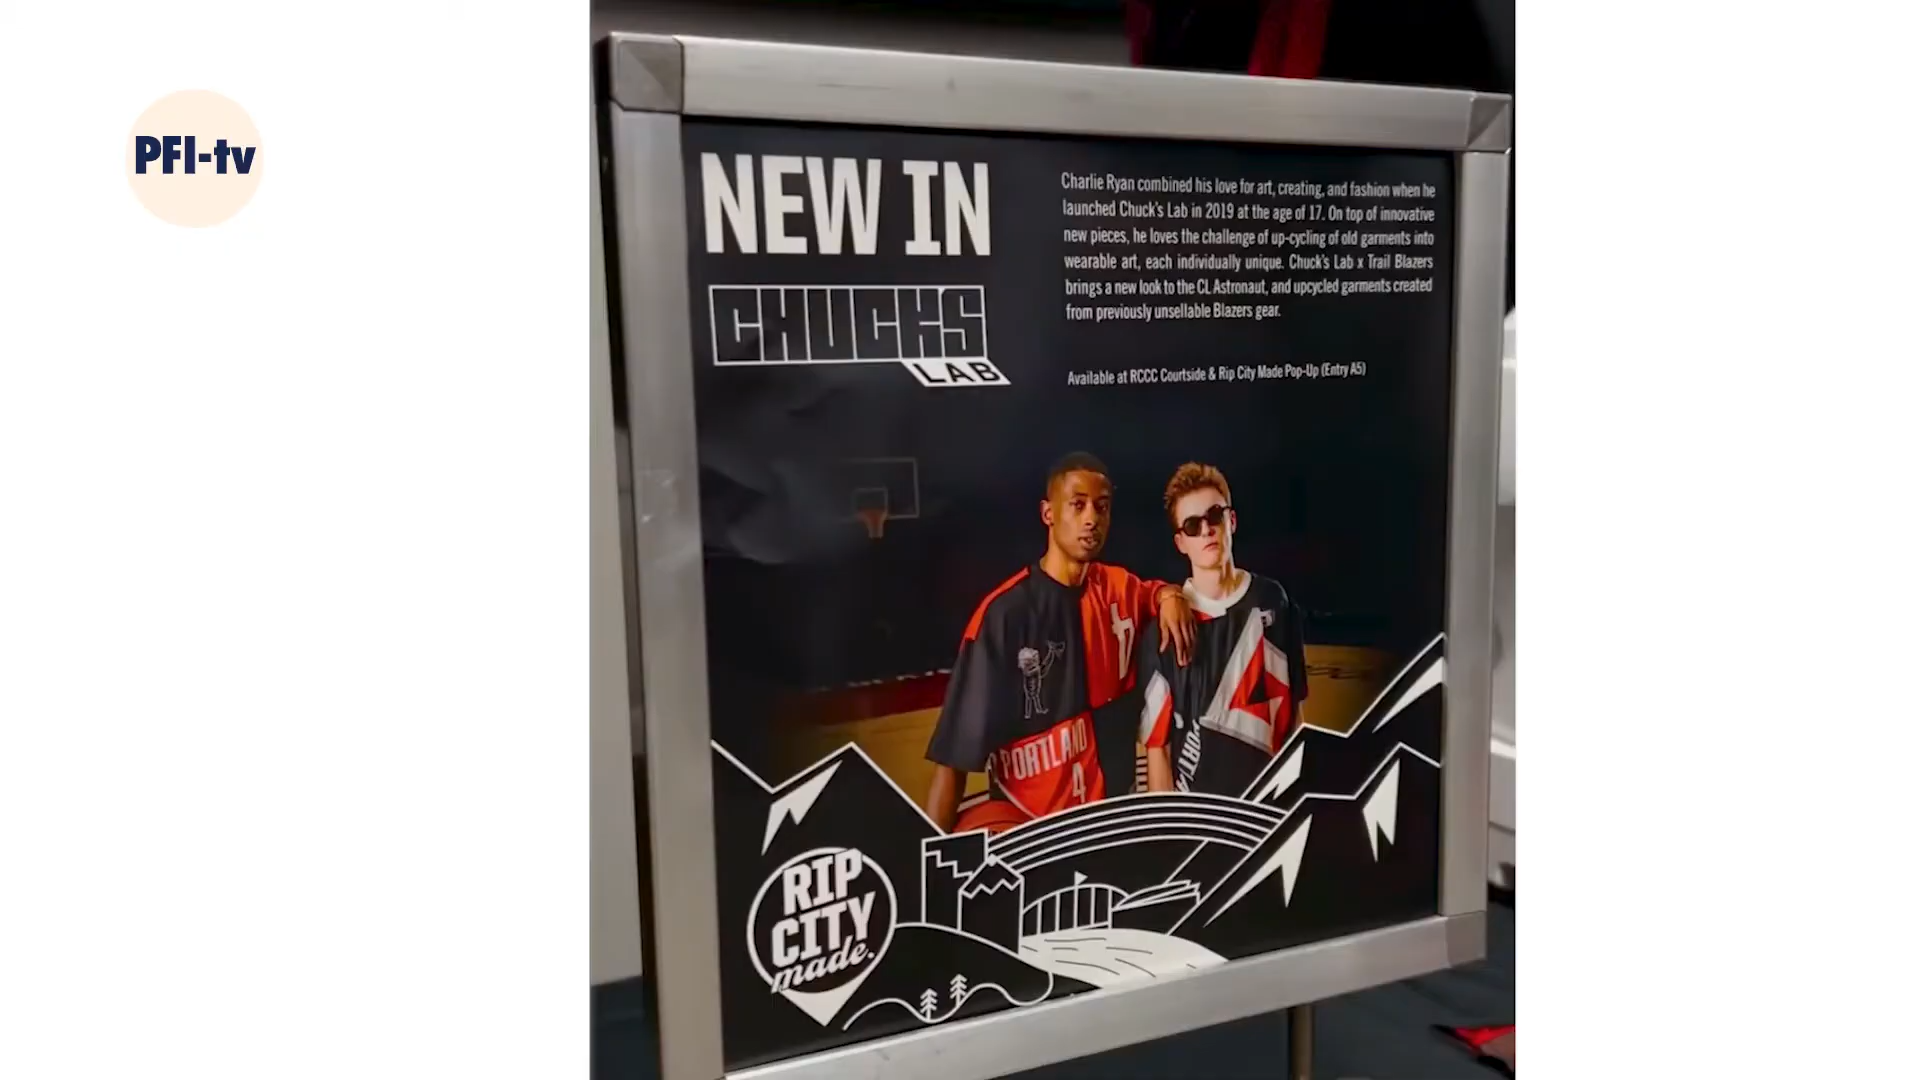 PFI-tv
NEW IN
CHUCKS
LAB
Charlie Ryan combined his love for art, creating, and fashion when he
launched Chuck's Lab in 2019 at the age of 17. On top of innovative
new pieces, he loves the challenge of up-cycling of old garments into
wearable art, each individually unique. Chuck's Lab x Trail Blazers
brings a new look to the CL Astronaut, and upcycled garments created
from previously unsellable Blazers gear.
Available at RCCC Courtside & Rip City Made Pop-Up (Entry A5)
PORTLAND
4
RIP
CITY
made.